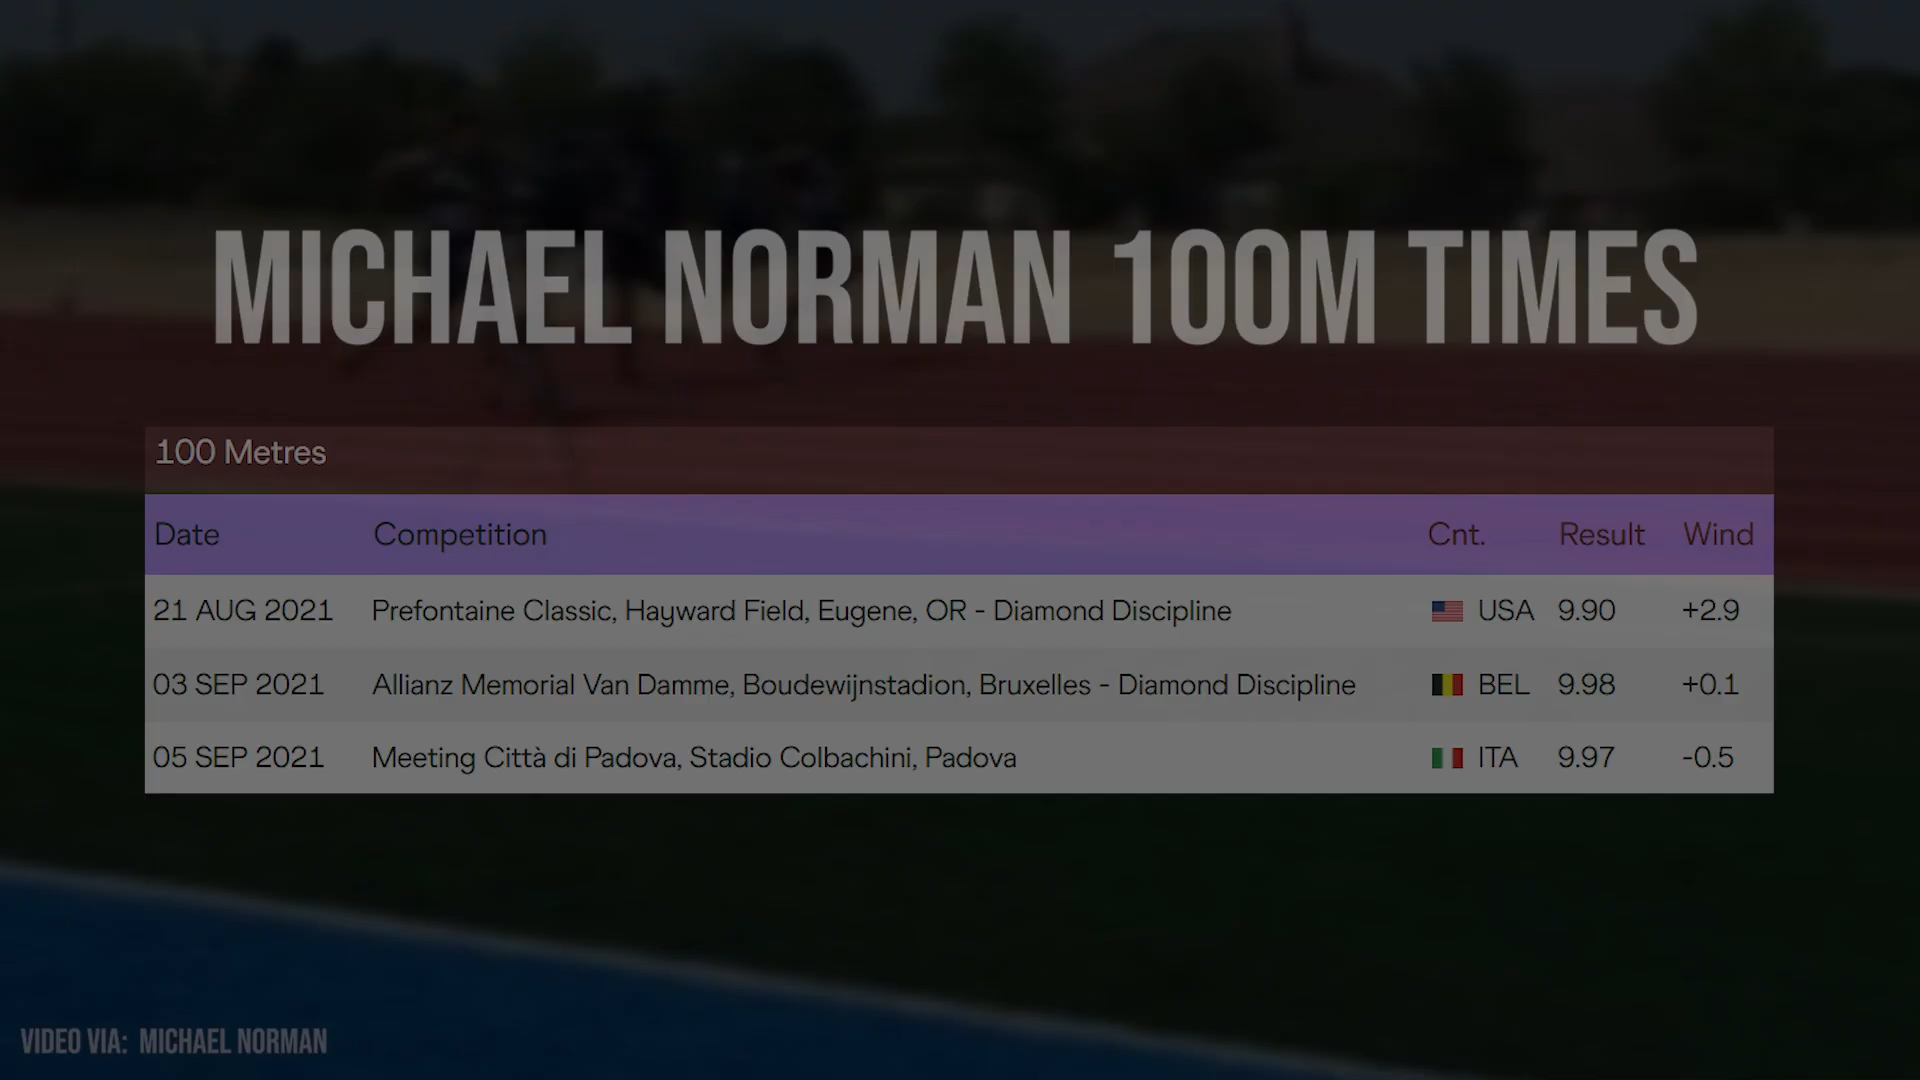 MICHAEL NORMAN 100M TIMES
100 Metres
Date Competition Cnt. Result Wind
21 AUG 2021 Prefontaine Classic, Hayward Field, Eugene, OR - Diamond Discipline USA 9.90 +2.9
03 SEP 2021 Allianz Memorial Van Damme, Boudewijnstadion, Bruxelles - Diamond Discipline BEL 9.98 +0.1
05 SEP 2021 Meeting Città di Padova, Stadio Colbachini, Padova ITA 9.97 -0.5
VIDEO VIA: MICHAEL NORMAN